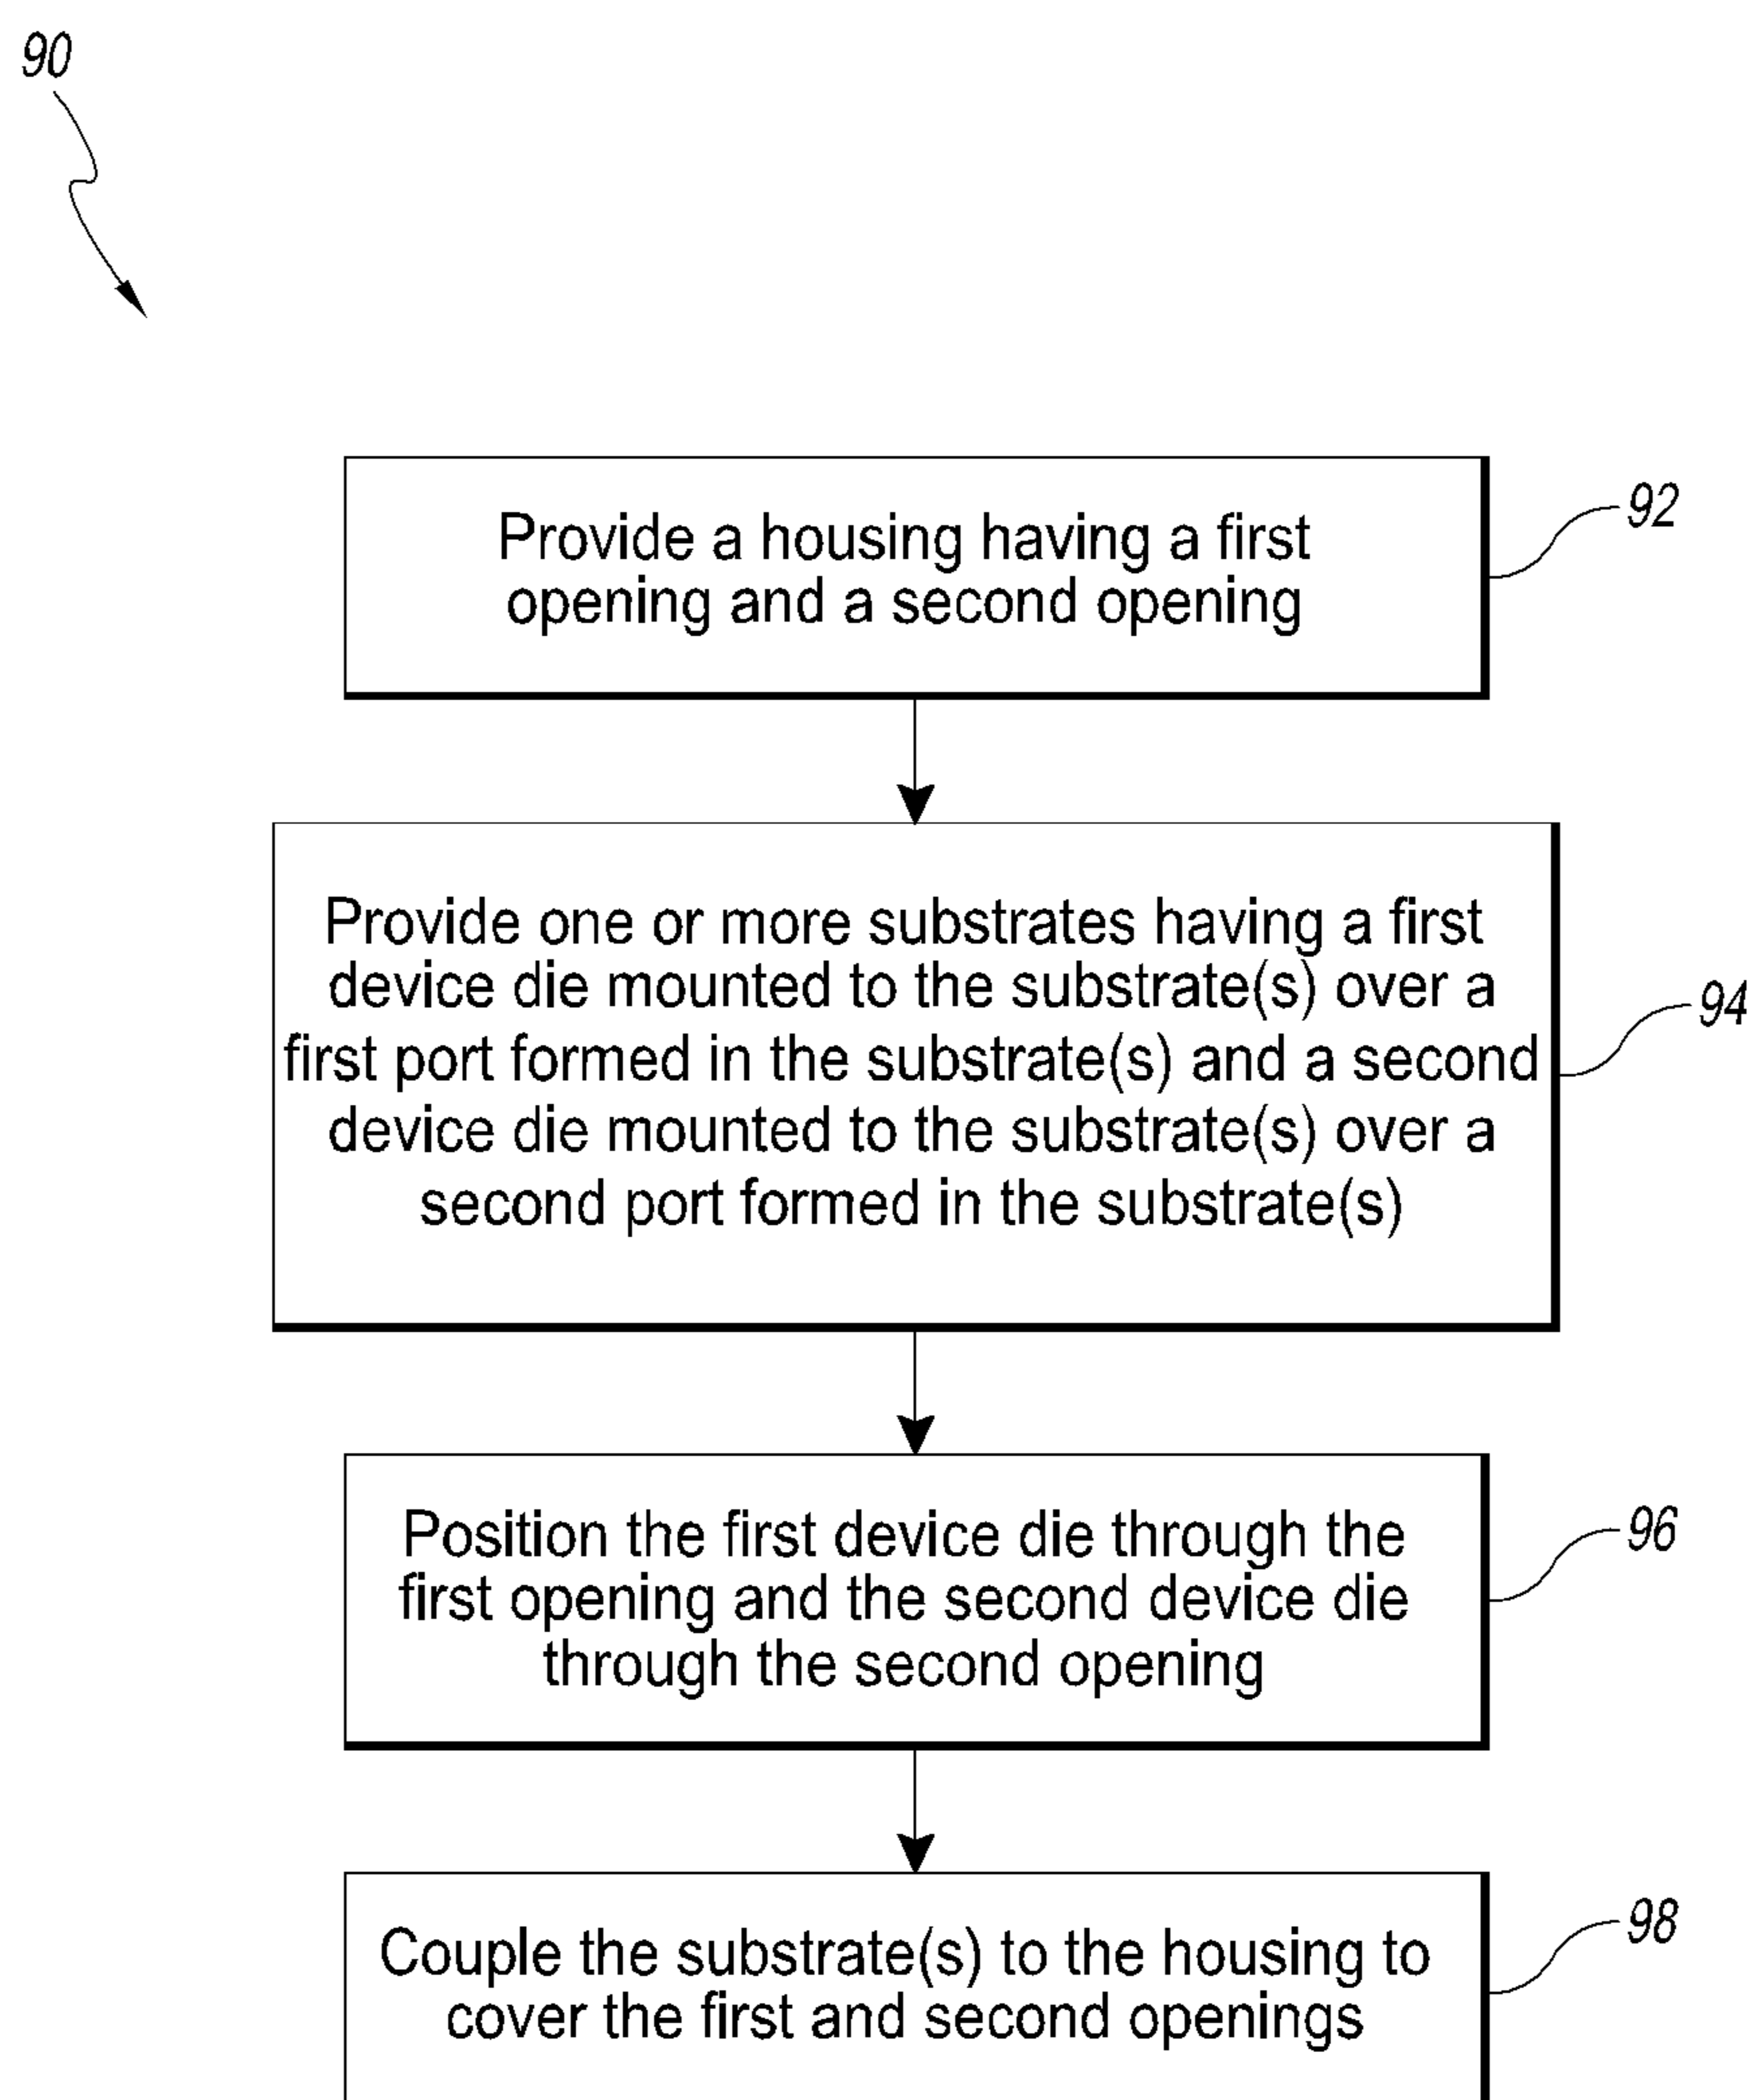 90
Provide a housing having a first
opening and a second opening
92
Provide one or more substrates having a first
device die mounted to the substrate(s) over a
first port formed in the substrate(s) and a second
device die mounted to the substrate(s) over a
second port formed in the substrate(s)
94
Position the first device die through the
first opening and the second device die
through the second opening
96
Couple the substrate(s) to the housing to
cover the first and second openings
98